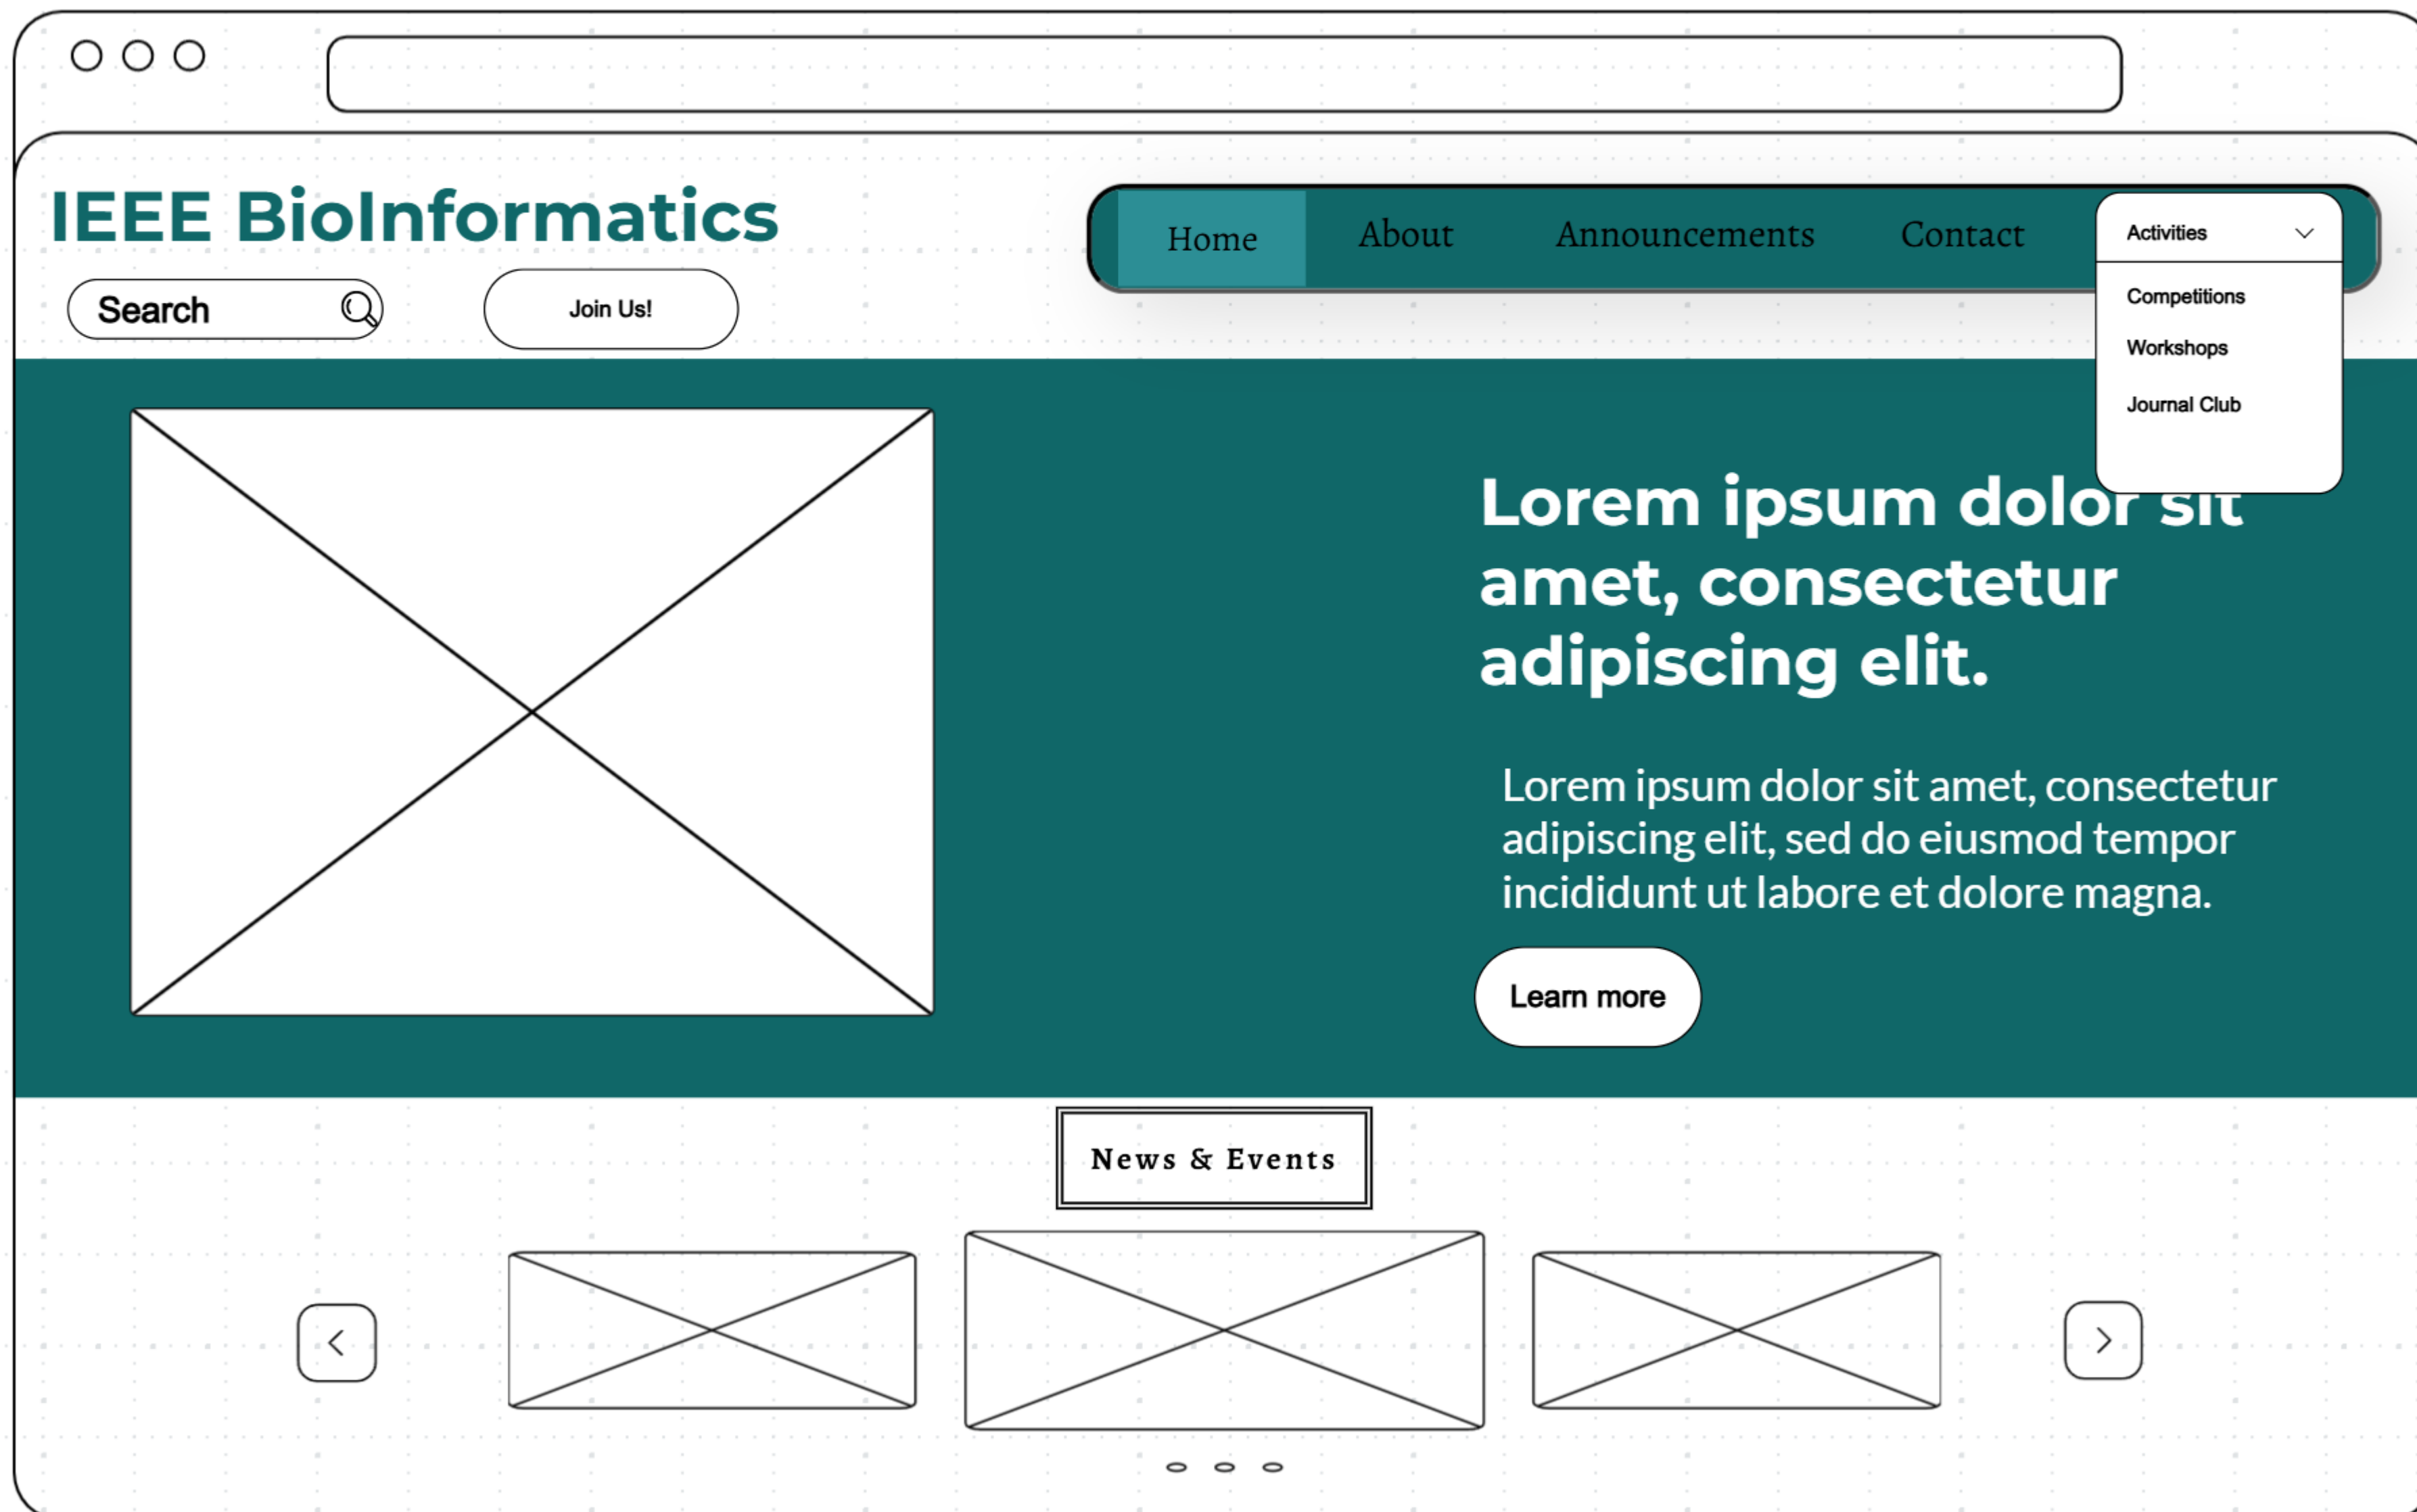 IEEE BioInformatics
Search
Join Us!
Home
About
Announcements
Contact
Activities
Competitions
Workshops
Journal Club
Lorem ipsum dolor sit
amet, consectetur
adipiscing elit.
Lorem ipsum dolor sit amet, consectetur
adipiscing elit, sed do eiusmod tempor
incididunt ut labore et dolore magna.
Learn more
News & Events